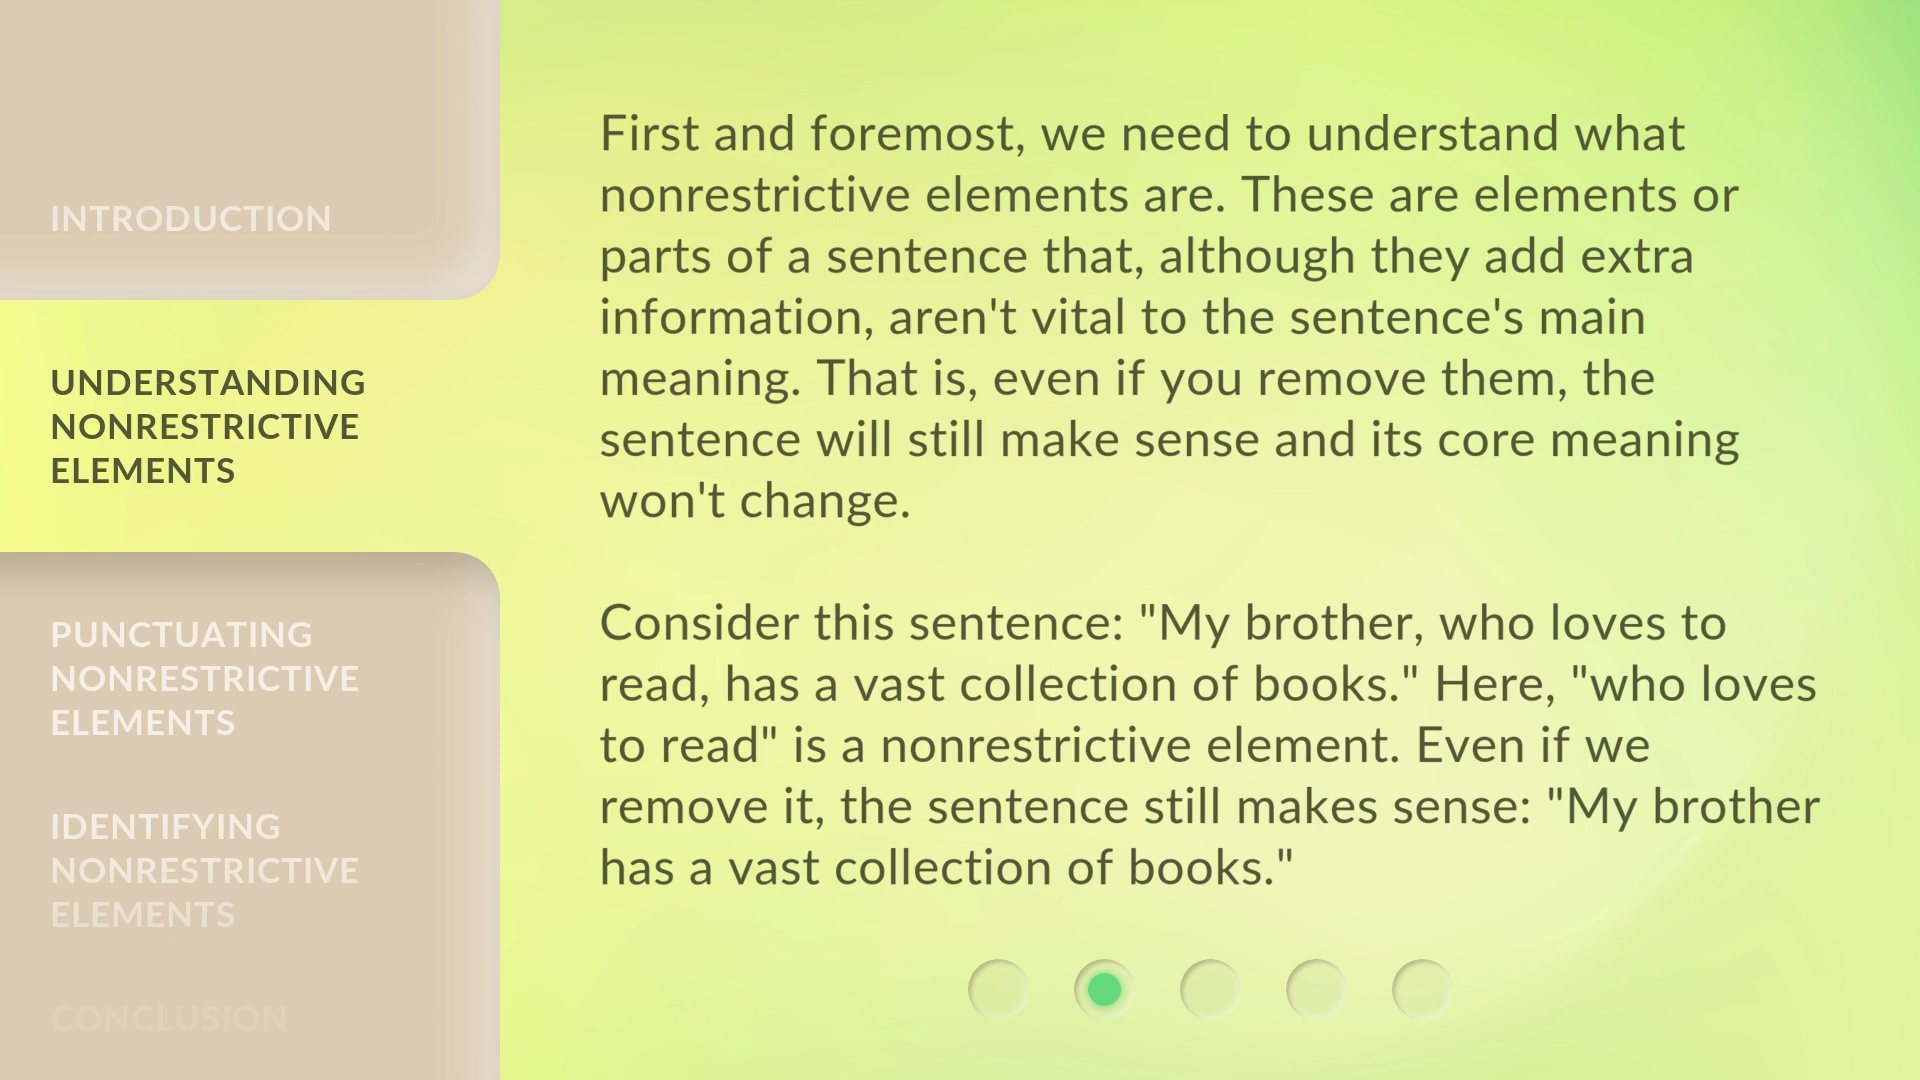 INTRODUCTION
UNDERSTANDING
NONRESTRICTIVE
ELEMENTS
PUNCTUATING
NONRESTRICTIVE
ELEMENTS
IDENTIFYING
NONRESTRICTIVE
ELEMENTS
CONCLUSION
First and foremost, we need to understand what
nonrestrictive elements are. These are elements or
parts of a sentence that, although they add extra
information, aren't vital to the sentence's main
meaning. That is, even if you remove them, the
sentence will still make sense and its core meaning
won't change.
Consider this sentence: "My brother, who loves to
read, has a vast collection of books." Here, "who loves
to read" is a nonrestrictive element. Even if we
remove it, the sentence still makes sense: "My brother
has a vast collection of books."